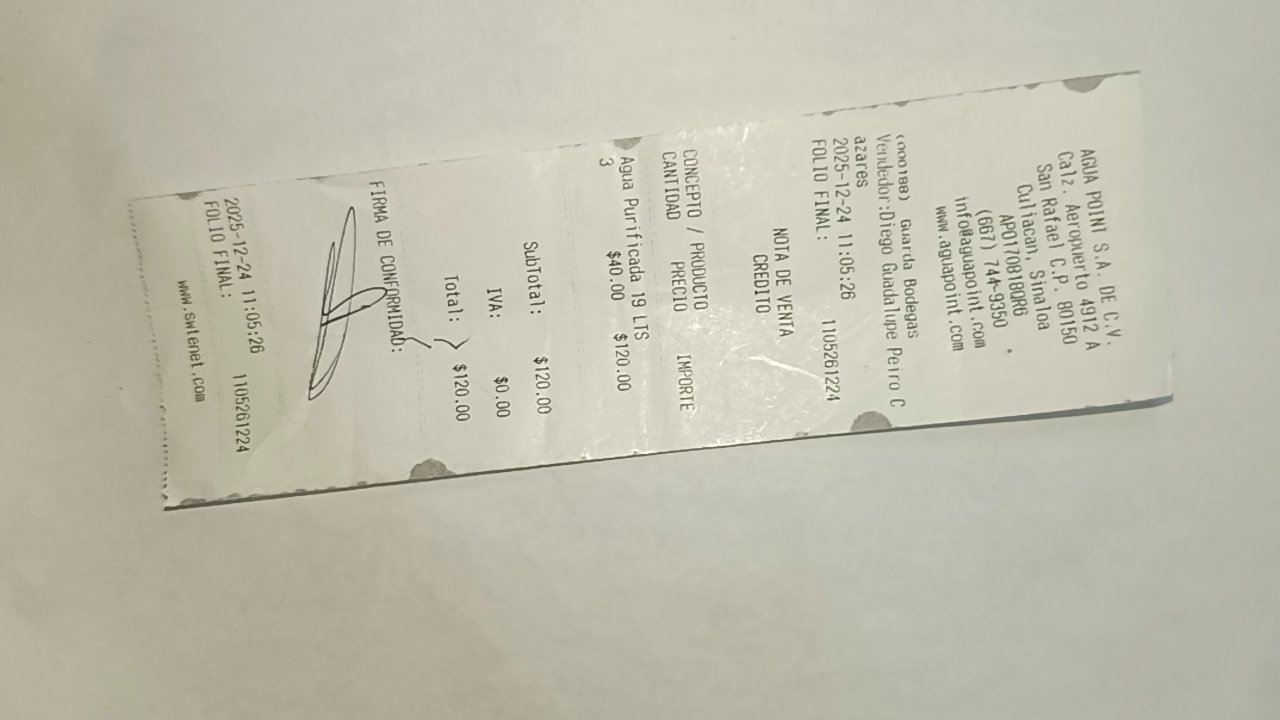 AGUA POINT S.A. DE C.V.
Calz. Aeropuerto 4912 A
San Rafael C.P. 80150
Culiacan, Sinaloa
APO170818QR6
(667) 744-9350
info@aguapoint.com
www.aguapoint.com
(000188) Guarda Bodegas
Vendedor:Diego Guadalupe Peiro C
azares
2025-12-24 11:05:26
FOLIO FINAL: 1105261224
NOTA DE VENTA
CREDITO
CONCEPTO / PRODUCTO
CANTIDAD PRECIO IMPORTE
Agua Purificada 19 LTS
3 $40.00 $120.00
SubTotal: $120.00
IVA: $0.00
Total: $120.00
FIRMA DE CONFORMIDAD:
2025-12-24 11:05:26
FOLIO FINAL: 1105261224
www.swtenet.com